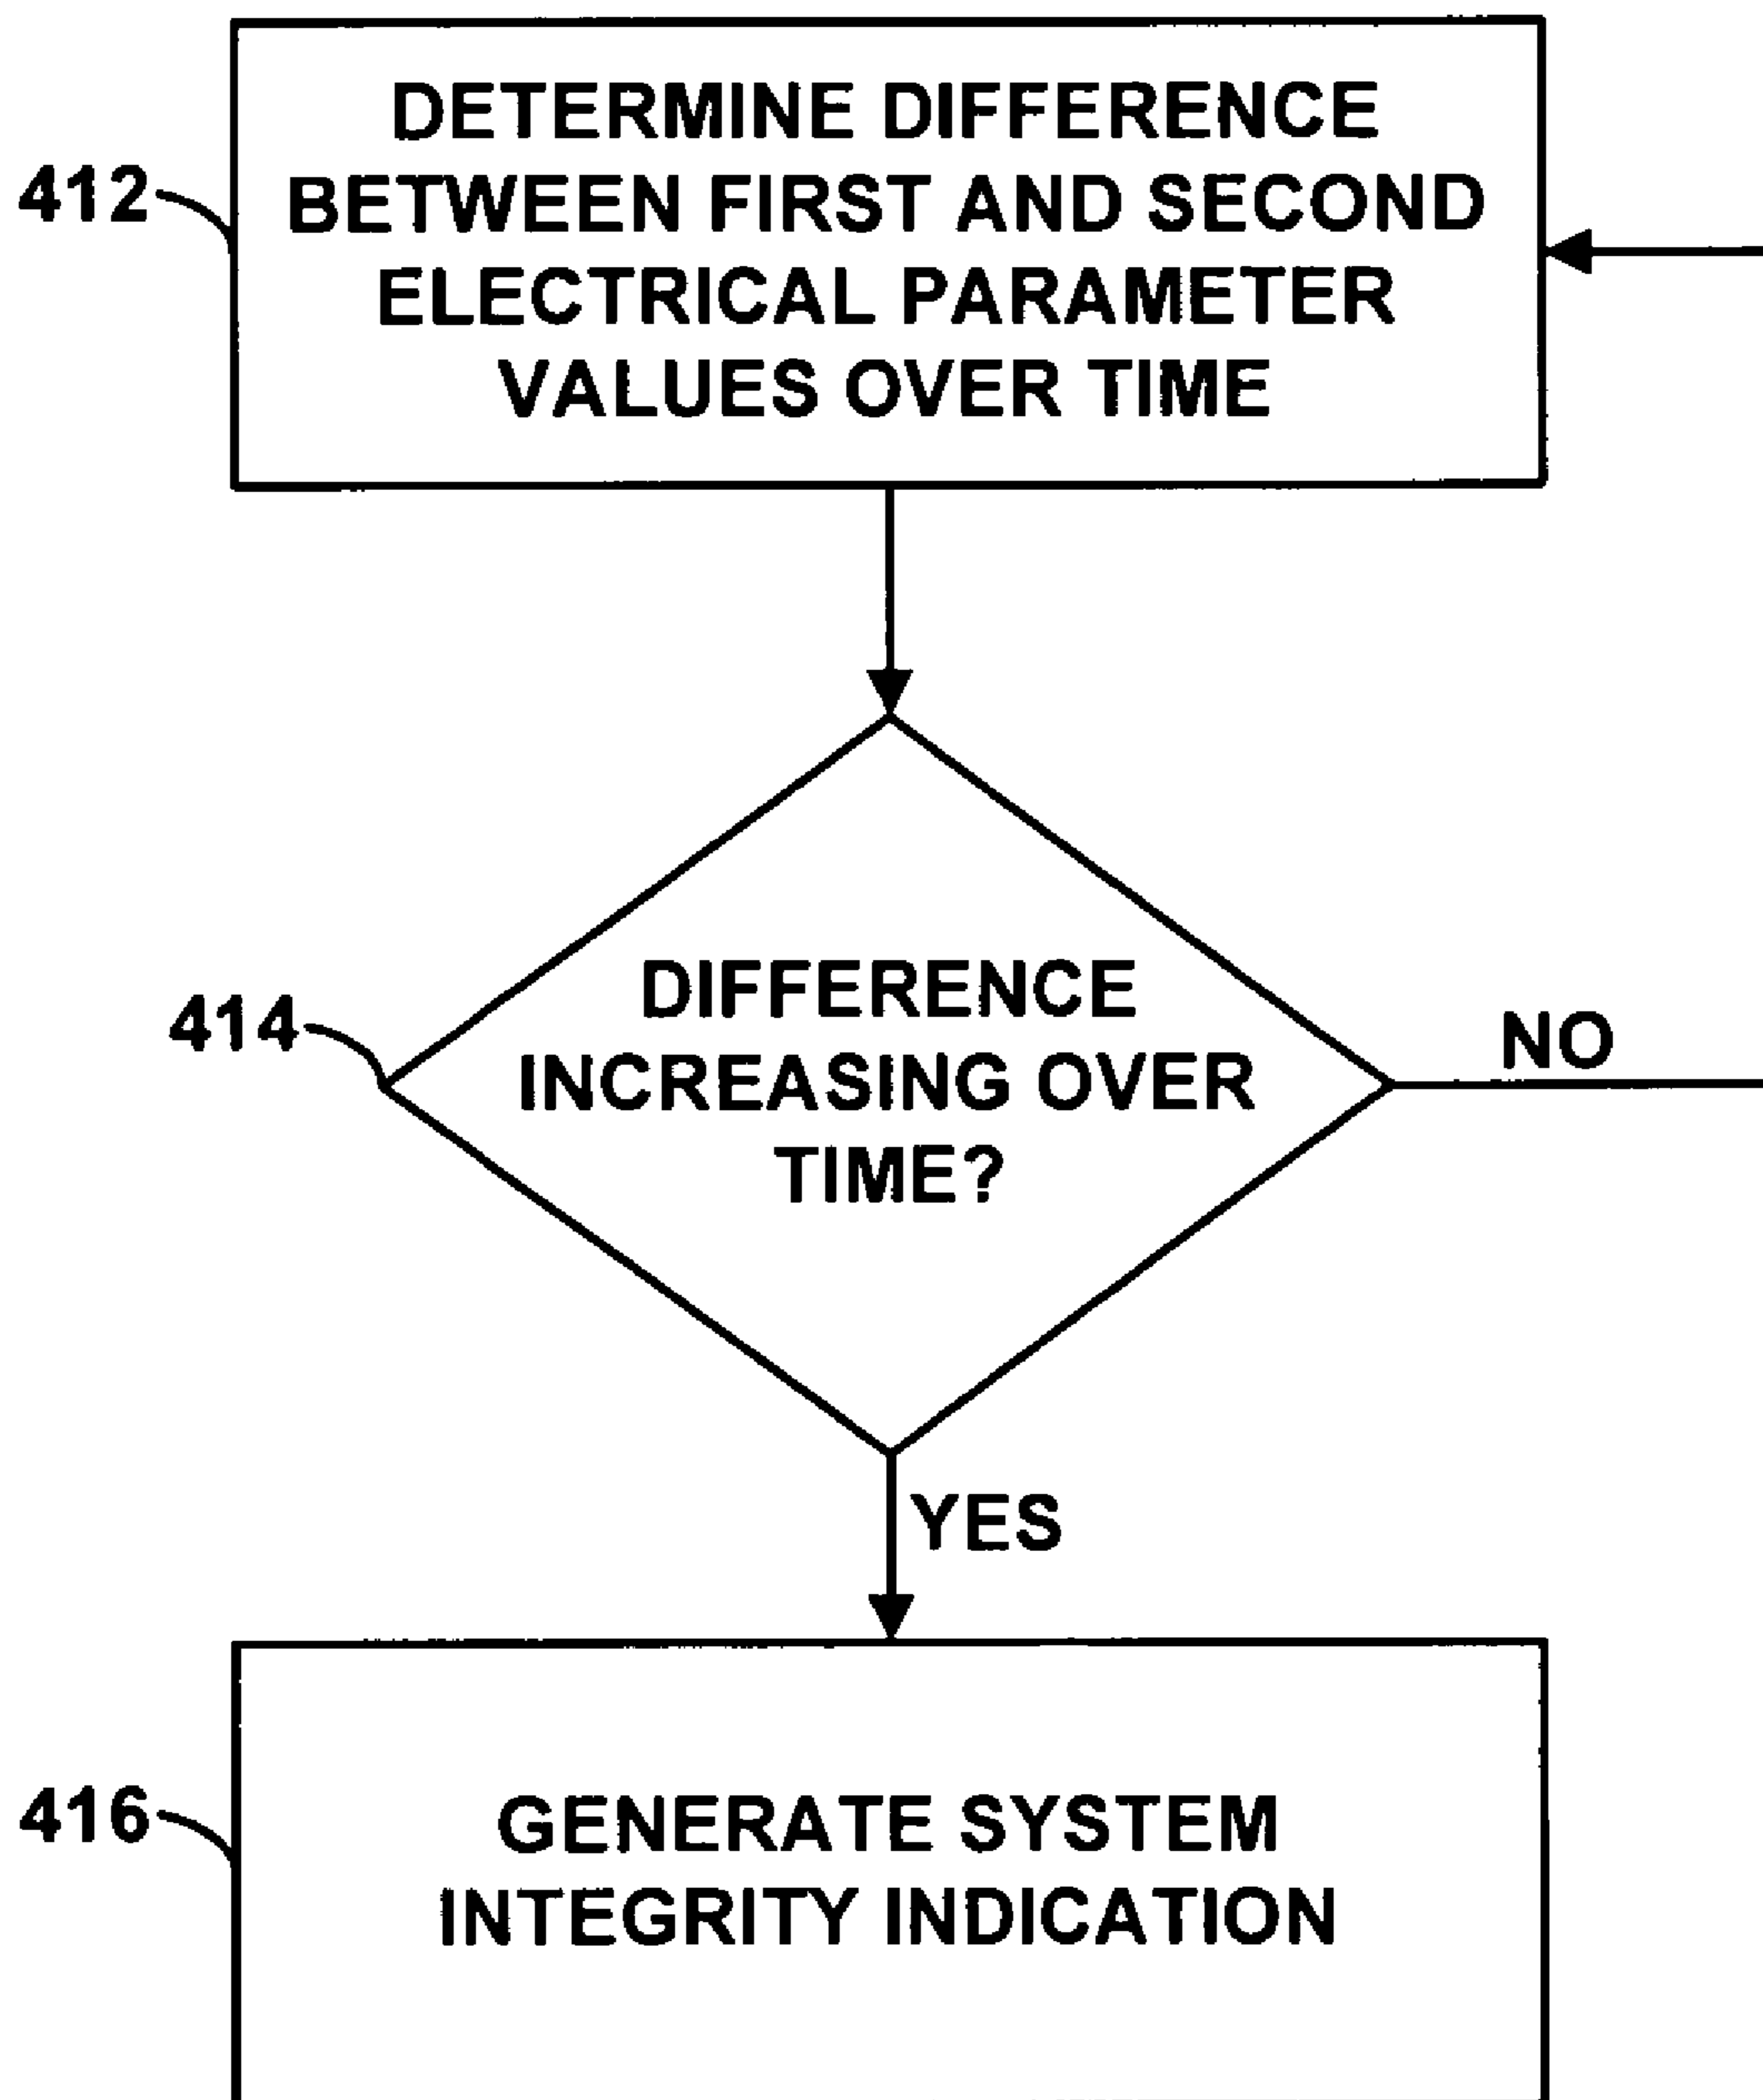 DETERMINE DIFFERENCE
412
BETWEEN FIRST AND SECOND
ELECTRICAL PARAMETER
VALUES OVER TIME
DIFFERENCE
414
NO
INCREASING OVER
TIME?
YES
416
GENERATE SYSTEM
INTEGRITY INDICATION